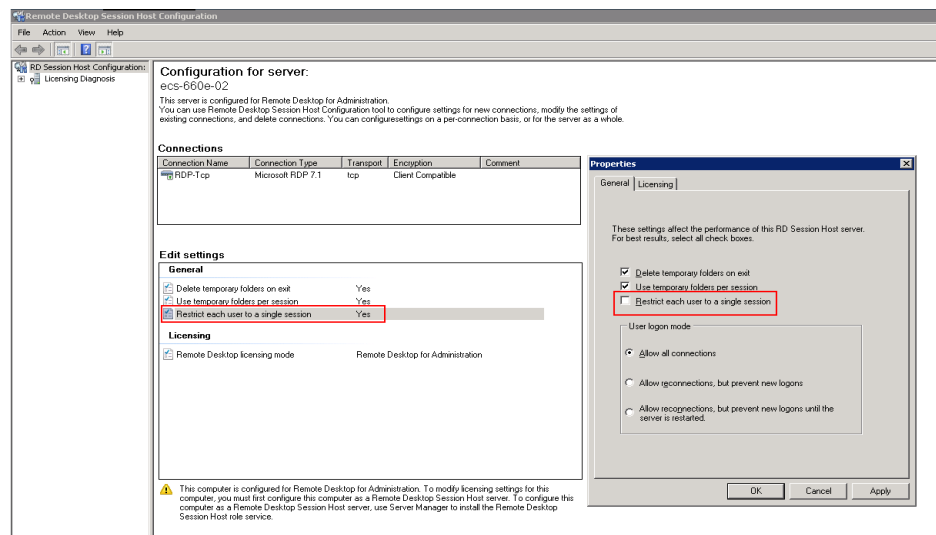 Remote Desktop Session Host Configuration
File Action View Help
RD Session Host Configuration:
Licensing Diagnosis
Configuration for server:
ecs-660e-02
This server is configured for Remote Desktop for Administration.
You can use Remote Desktop Session Host Configuration tool to configure settings for new connections, modify the settings of
existing connections, and delete connections. You can configuresettings on a per-connection basis, or for the server as a whole.
Connections
Connection Name Connection Type Transport Encryption Comment
RDP-Tcp Microsoft RDP 7.1 tcp Client Compatible
Edit settings
General
Delete temporary folders on exit Yes
Use temporary folders per session Yes
Restrict each user to a single session Yes
Licensing
Remote Desktop licensing mode Remote Desktop for Administration
This computer is configured for Remote Desktop for Administration. To modify licensing settings for this
computer, you must first configure this computer as a Remote Desktop Session Host server. To configure this
computer as a Remote Desktop Session Host server, use Server Manager to install the Remote Desktop
Session Host role service.
Properties
General Licensing
These settings affect the performance of this RD Session Host server.
For best results, select all check boxes.
Delete temporary folders on exit
Use temporary folders per session
Restrict each user to a single session
User logon mode
Allow all connections
Allow reconnections, but prevent new logons
Allow reconnections, but prevent new logons until the
server is restarted.
OK Cancel Apply